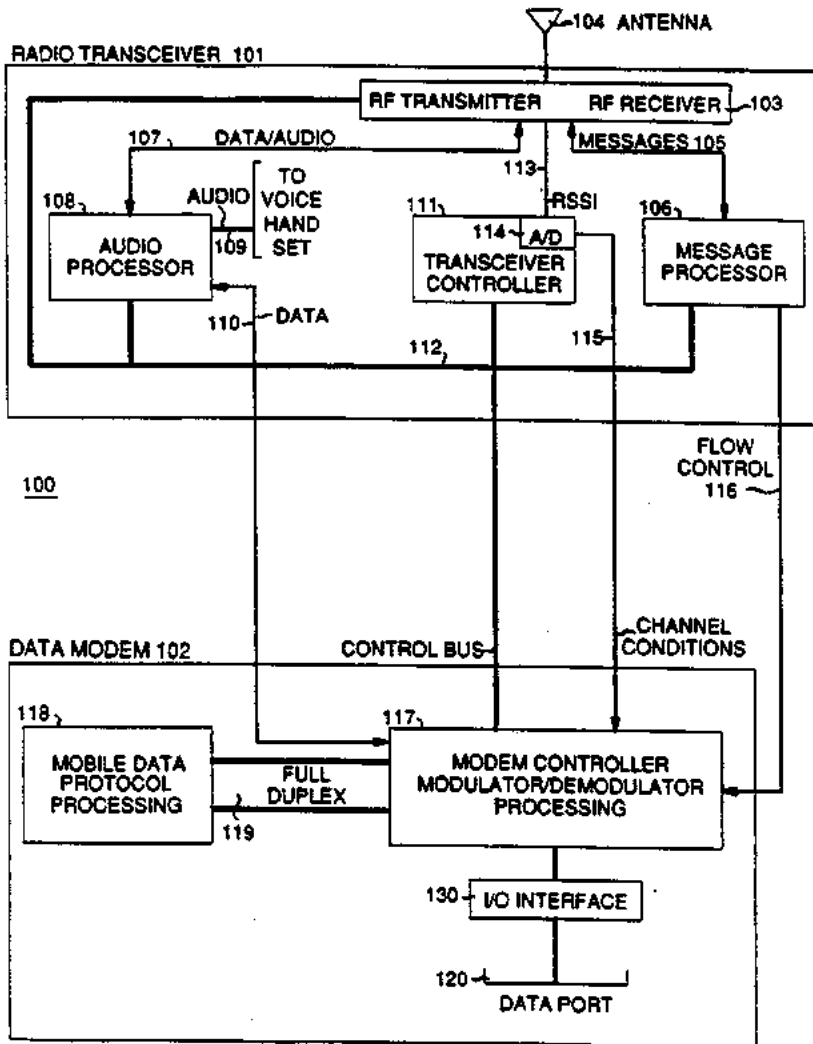 104 ANTENNA
RADIO TRANSCEIVER 101
RF TRANSMITTER RF RECEIVER 103
107 DATA/AUDIO
MESSAGES 105
113
108
AUDIO
109
TO
VOICE
HAND
SET
RSSI
111
114 A/D
106
AUDIO
PROCESSOR
TRANSCEIVER
CONTROLLER
MESSAGE
PROCESSOR
110 DATA
112
115
FLOW
CONTROL
116
100
DATA MODEM 102
CONTROL BUS
CHANNEL
CONDITIONS
118
117
MOBILE DATA
PROTOCOL
PROCESSING
FULL
DUPLEX
119
MODEM CONTROLLER
MODULATOR/DEMODULATOR
PROCESSING
130 I/O INTERFACE
120
DATA PORT